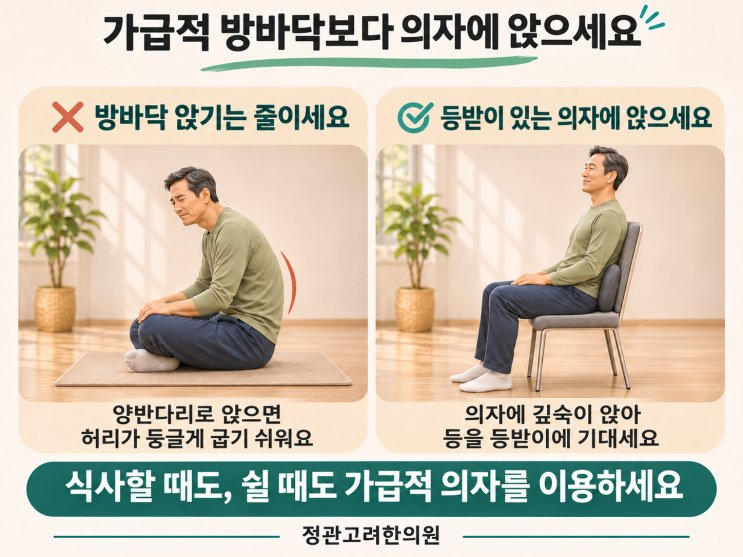 가급적 방바닥보다 의자에 앉으세요
방바닥 앉기는 줄이세요
등받이 있는 의자에 앉으세요
양반다리로 앉으면
허리가 둥글게 굽기 쉬워요
의자에 깊숙이 앉아
등을 등받이에 기대세요
식사할 때도, 쉴 때도 가급적 의자를 이용하세요
정관고려한의원